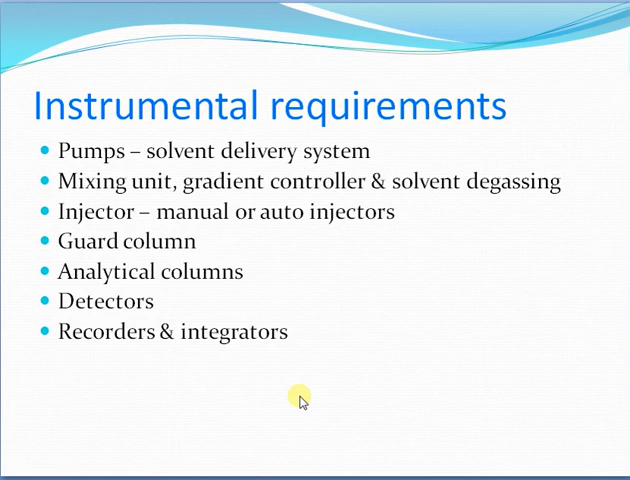 Instrumental requirements
Pumps – solvent delivery system
Mixing unit, gradient controller & solvent degassing
Injector – manual or auto injectors
Guard column
Analytical columns
Detectors
Recorders & integrators